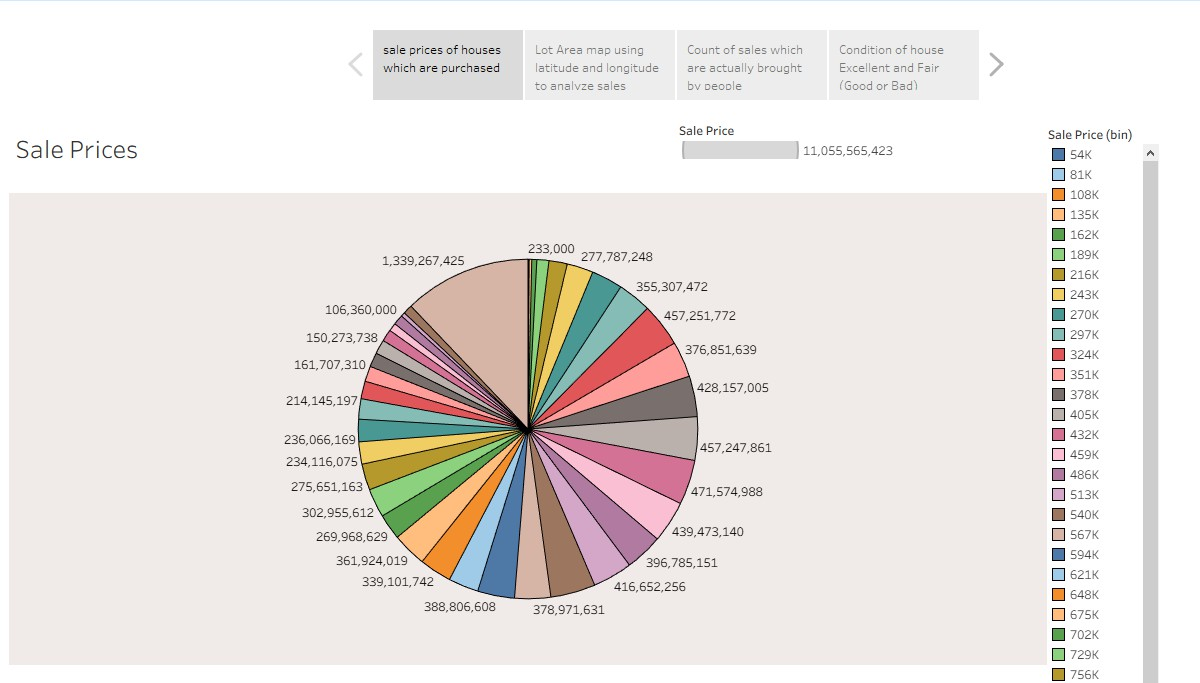 sale prices of houses
which are purchased
Lot Area map using
latitude and longitude
to analyze sales
Count of sales which
are actually brought
by people
Condition of house
Excellent and Fair
(Good or Bad)
Sale Prices
Sale Price
11,055,565,423
Sale Price (bin)
54K
81K
108K
135K
162K
189K
216K
243K
270K
297K
324K
351K
378K
405K
432K
459K
486K
513K
540K
567K
594K
621K
648K
675K
702K
729K
756K
233,000
277,787,248
355,307,472
457,251,772
376,851,639
428,157,005
457,247,861
471,574,988
439,473,140
396,785,151
416,652,256
378,971,631
388,806,608
339,101,742
361,924,019
269,968,629
302,955,612
275,651,163
234,116,075
236,066,169
214,145,197
161,707,310
150,273,738
106,360,000
1,339,267,425